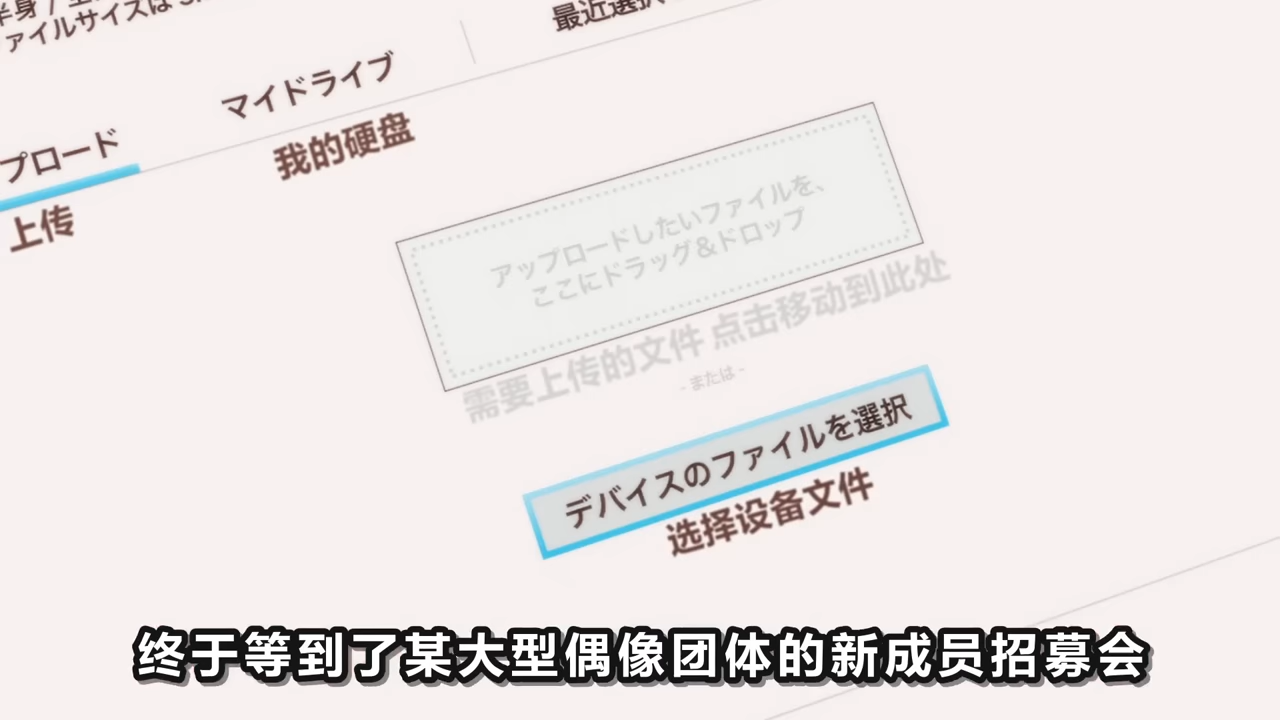 半身 /
ァイルサイズは
最近選択
マイドライブ
我的硬盘
プロード
上传
アップロードしたいファイルを、
ここにドラッグ&ドロップ
需要上传的文件 点击移动到此处
- または -
デバイスのファイルを選択
选择设备文件
终于等到了某大型偶像团体的新成员招募会